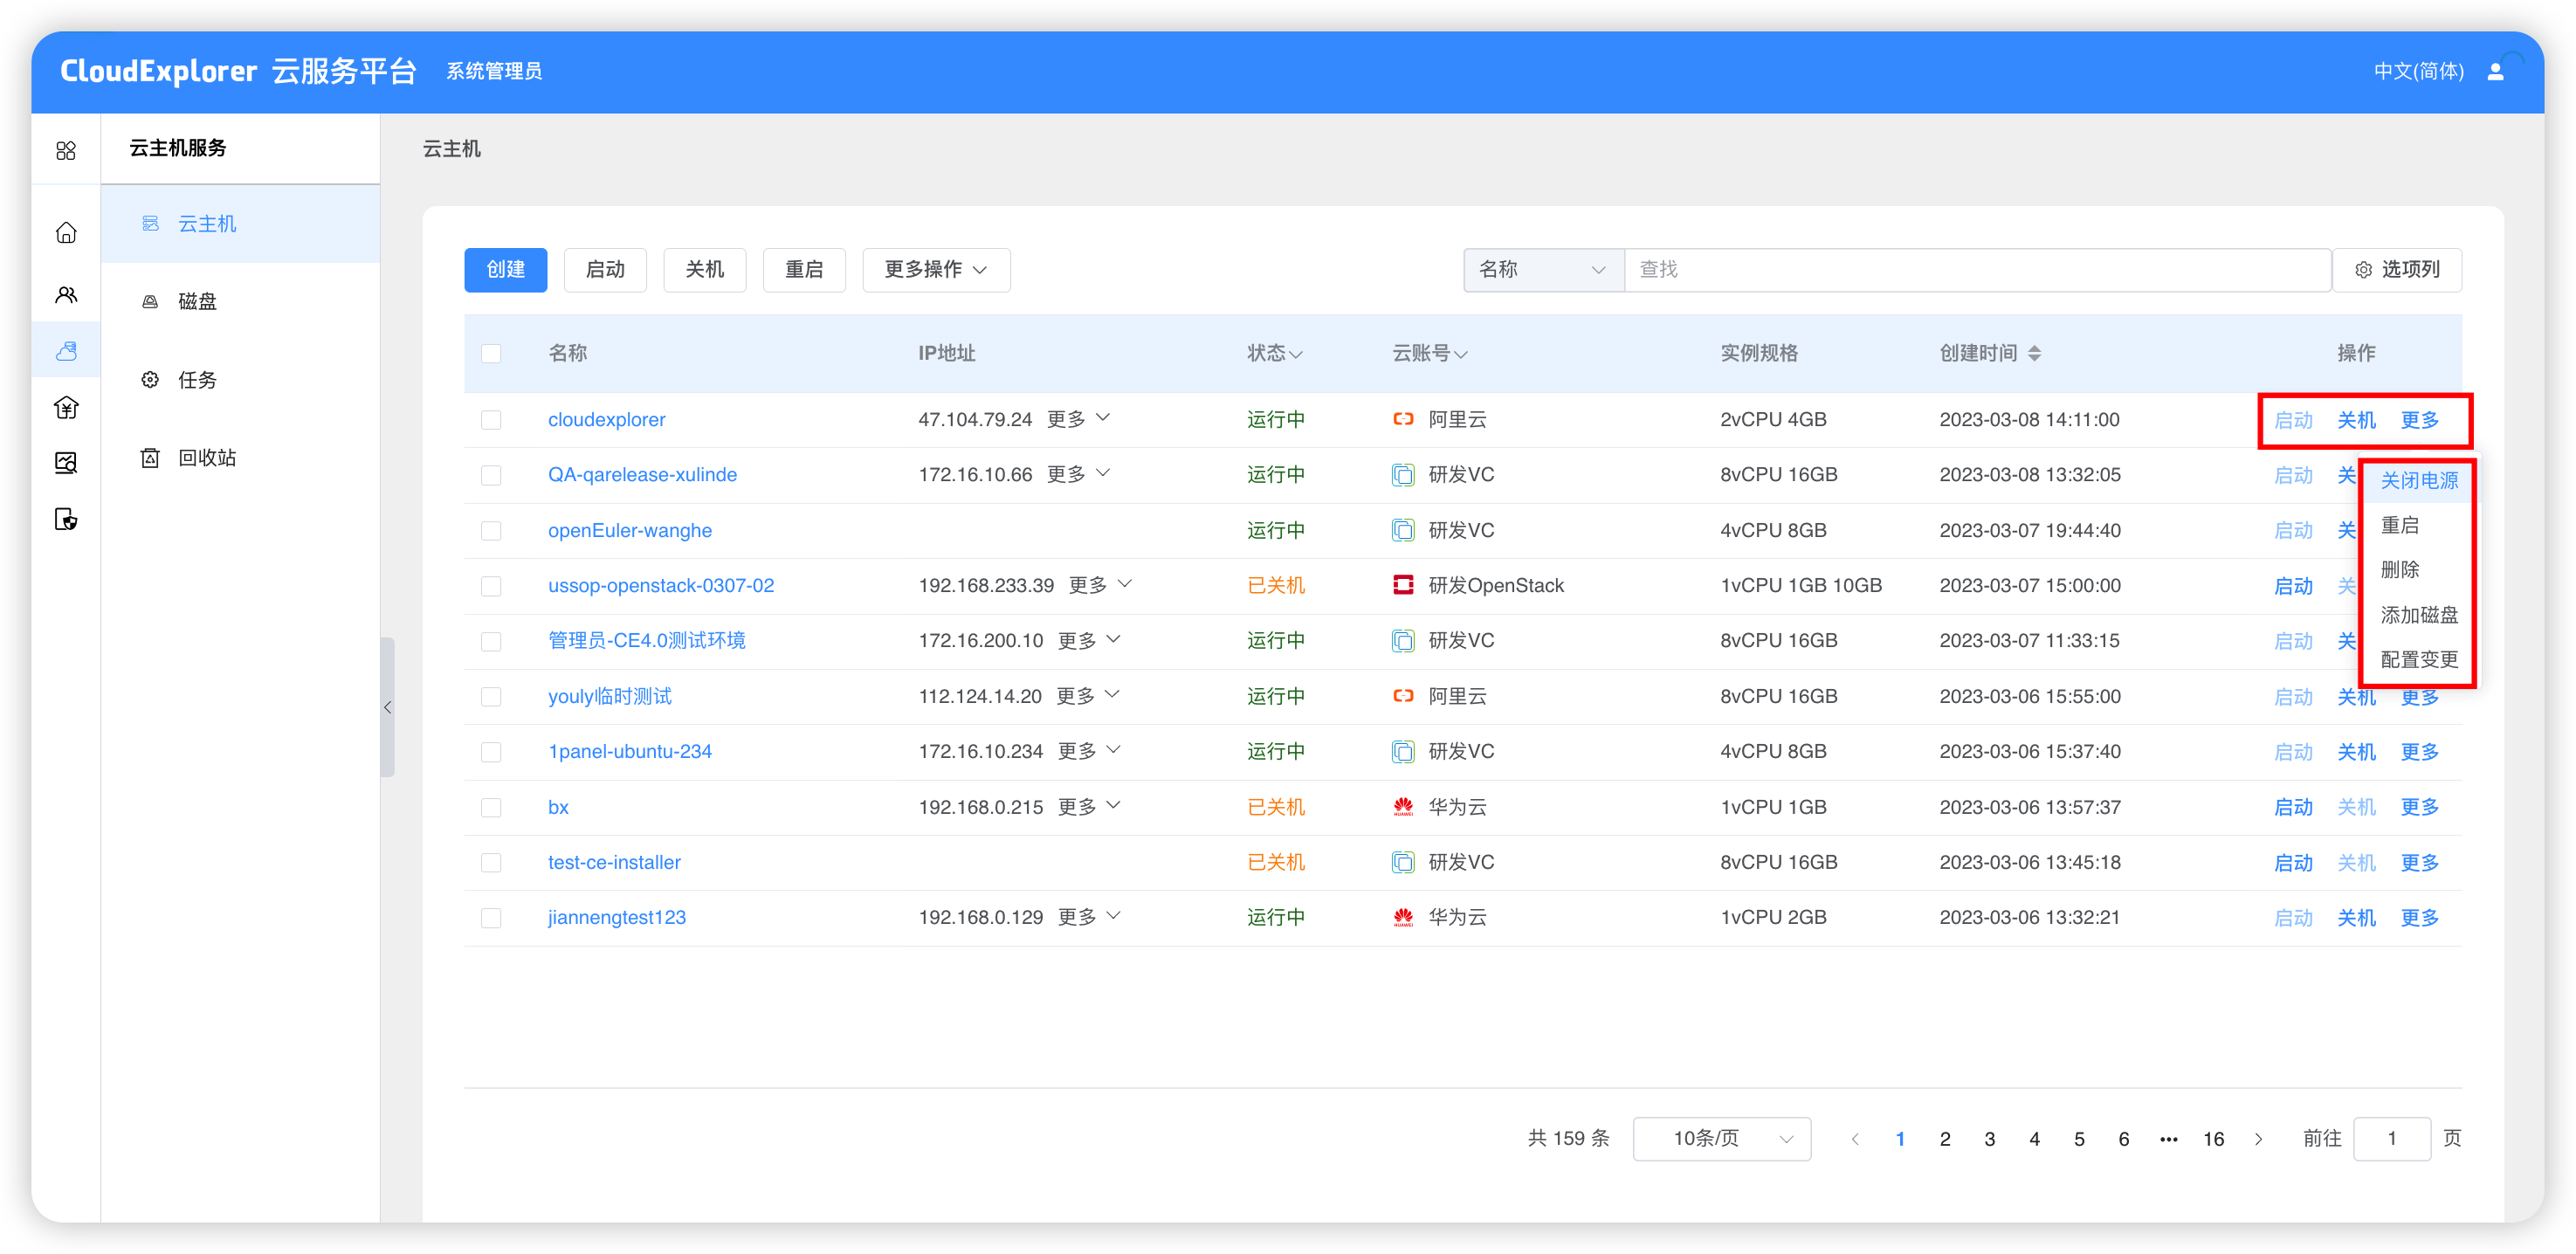 CloudExplorer 云服务平台 系统管理员 中文(简体)
云主机服务
云主机
磁盘
任务
回收站
云主机
创建 启动 关机 重启 更多操作 名称 查找 选项列
名称 IP地址 状态 云账号 实例规格 创建时间 操作
cloudexplorer 47.104.79.24 更多 运行中 阿里云 2vCPU 4GB 2023-03-08 14:11:00 启动 关机 更多
QA-qarelease-xulinde 172.16.10.66 更多 运行中 研发VC 8vCPU 16GB 2023-03-08 13:32:05 启动 关
openEuler-wanghe 运行中 研发VC 4vCPU 8GB 2023-03-07 19:44:40 启动 关
ussop-openstack-0307-02 192.168.233.39 更多 已关机 研发OpenStack 1vCPU 1GB 10GB 2023-03-07 15:00:00 启动 关
管理员-CE4.0测试环境 172.16.200.10 更多 运行中 研发VC 8vCPU 16GB 2023-03-07 11:33:15 启动 关
关闭电源
重启
删除
添加磁盘
配置变更
youly临时测试 112.124.14.20 更多 运行中 阿里云 8vCPU 16GB 2023-03-06 15:55:00 启动 关机 更多
1panel-ubuntu-234 172.16.10.234 更多 运行中 研发VC 4vCPU 8GB 2023-03-06 15:37:40 启动 关机 更多
bx 192.168.0.215 更多 已关机 华为云 1vCPU 1GB 2023-03-06 13:57:37 启动 关机 更多
test-ce-installer 已关机 研发VC 8vCPU 16GB 2023-03-06 13:45:18 启动 关机 更多
jiannengtest123 192.168.0.129 更多 运行中 华为云 1vCPU 2GB 2023-03-06 13:32:21 启动 关机 更多
共 159 条 10条/页 1 2 3 4 5 6 ••• 16 前往 1 页